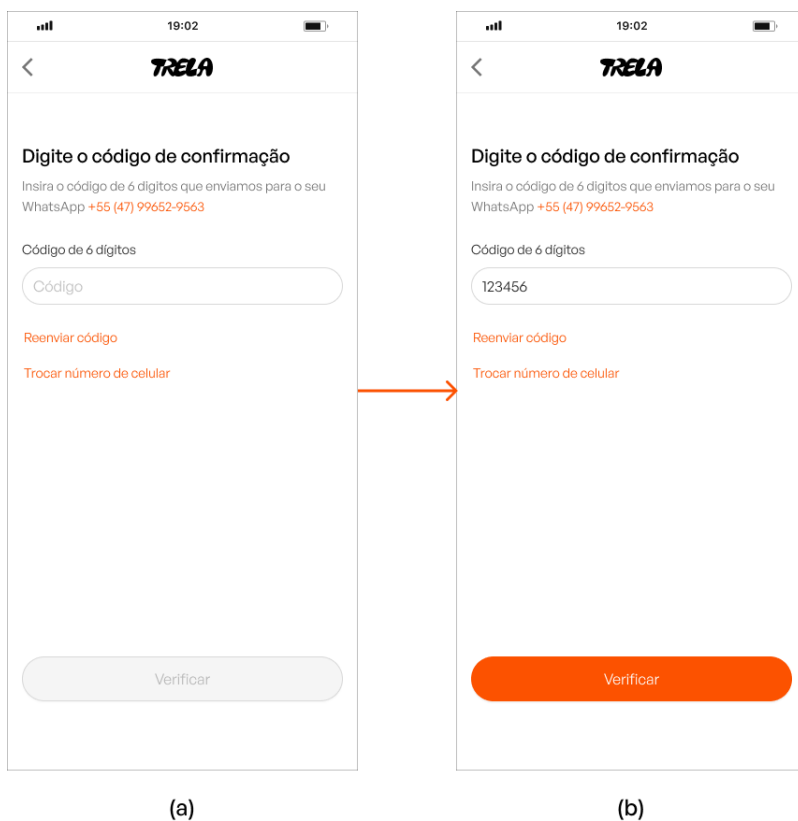 19:02
TRELA
Digite o código de confirmação
Insira o código de 6 digitos que enviamos para o seu
WhatsApp +55 (47) 99652-9563
Código de 6 dígitos
Código
Reenviar código
Trocar número de celular
Verificar
(a)
19:02
TRELA
Digite o código de confirmação
Insira o código de 6 digitos que enviamos para o seu
WhatsApp +55 (47) 99652-9563
Código de 6 dígitos
123456
Reenviar código
Trocar número de celular
Verificar
(b)